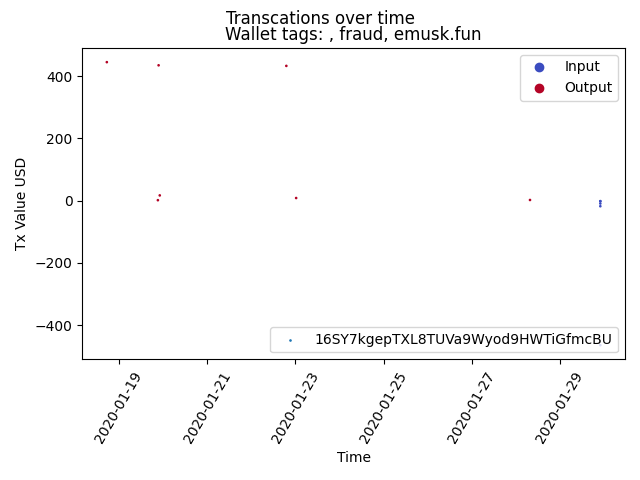 Transcations over time
Wallet tags: , fraud, emusk.fun
Input
Output
400
200
0
−200
−400
Tx Value USD
16SY7kgepTXL8TUVa9Wyod9HWTiGfmcBU
2020-01-19
2020-01-21
2020-01-23
2020-01-25
2020-01-27
2020-01-29
Time